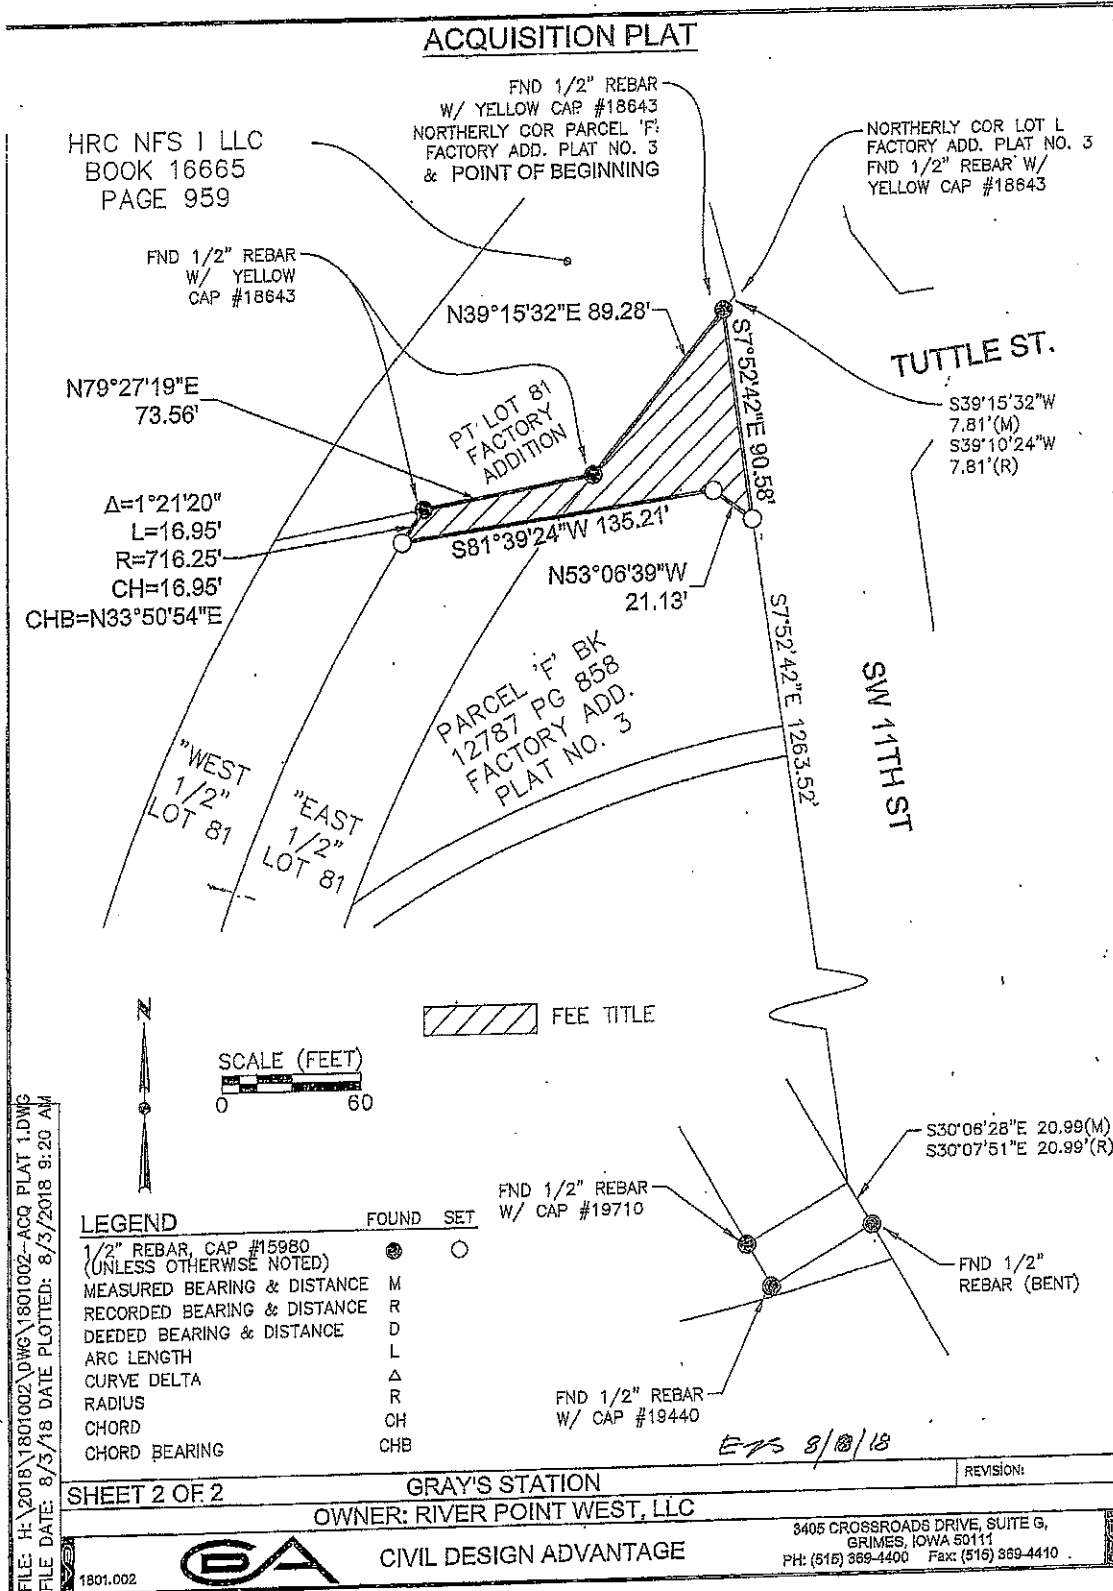 ACQUISITION PLAT
FND 1/2" REBAR
W/ YELLOW CAP #18643
NORTHERLY COR PARCEL 'F'
FACTORY ADD. PLAT NO. 3
& POINT OF BEGINNING
HRC NFS I LLC
BOOK 16665
PAGE 959
NORTHERLY COR LOT L
FACTORY ADD. PLAT NO. 3
FND 1/2" REBAR W/
YELLOW CAP #18643
FND 1/2" REBAR
W/ YELLOW
CAP #18643
N39°15'32"E 89.28'
S7°52'42"E 90.58'
TUTTLE ST.
N79°27'19"E
73.56'
PT LOT 81
FACTORY
ADDITION
S39°15'32"W
7.81'(M)
S39°10'24"W
7.81'(R)
Δ=1°21'20"
L=16.95'
R=716.25'
CH=16.95'
CHB=N33°50'54"E
S81°39'24"W 135.21'
N53°06'39"W
21.13'
S7°52'42"E 1263.52'
PARCEL 'F' BK
12787 PG 858
FACTORY ADD.
PLAT NO. 3
SW 11TH ST
"WEST
1/2"
LOT 81
"EAST
1/2"
LOT 81
N
FEE TITLE
SCALE (FEET)
0 60
S30°06'28"E 20.99(M)
S30°07'51"E 20.99'(R)
FND 1/2" REBAR
W/ CAP #19710
FND 1/2"
REBAR (BENT)
FND 1/2" REBAR
W/ CAP #19440
LEGEND FOUND SET
1/2" REBAR, CAP #15980
(UNLESS OTHERWISE NOTED)
MEASURED BEARING & DISTANCE M
RECORDED BEARING & DISTANCE R
DEEDED BEARING & DISTANCE D
ARC LENGTH L
CURVE DELTA Δ
RADIUS R
CHORD CH
CHORD BEARING CHB
SHEET 2 OF 2
GRAY'S STATION
REVISION:
OWNER: RIVER POINT WEST, LLC
1801.002
CIVIL DESIGN ADVANTAGE
3405 CROSSROADS DRIVE, SUITE G,
GRIMES, IOWA 50111
PH: (515) 369-4400 Fax: (515) 369-4410
FILE: H:\2018\1801002\DWG\1801002-ACQ PLAT 1.DWG
FILE DATE: 8/3/18 DATE PLOTTED: 8/3/2018 9:20 AM